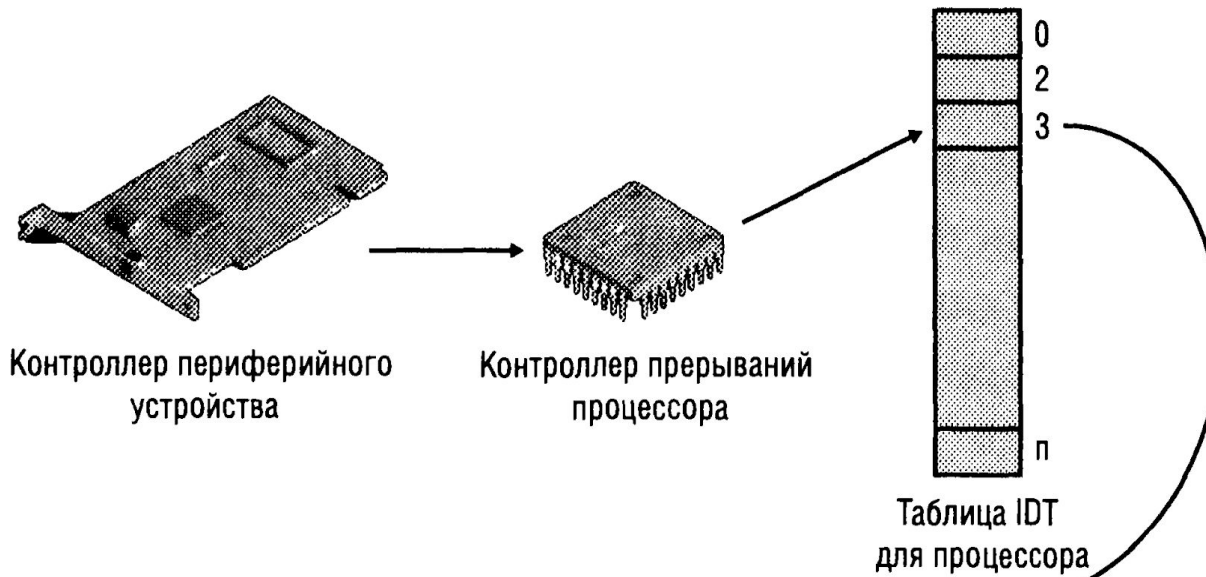 0
2
3
п
Контроллер периферийного
устройства
Контроллер прерываний
процессора
Таблица IDT
для процессора